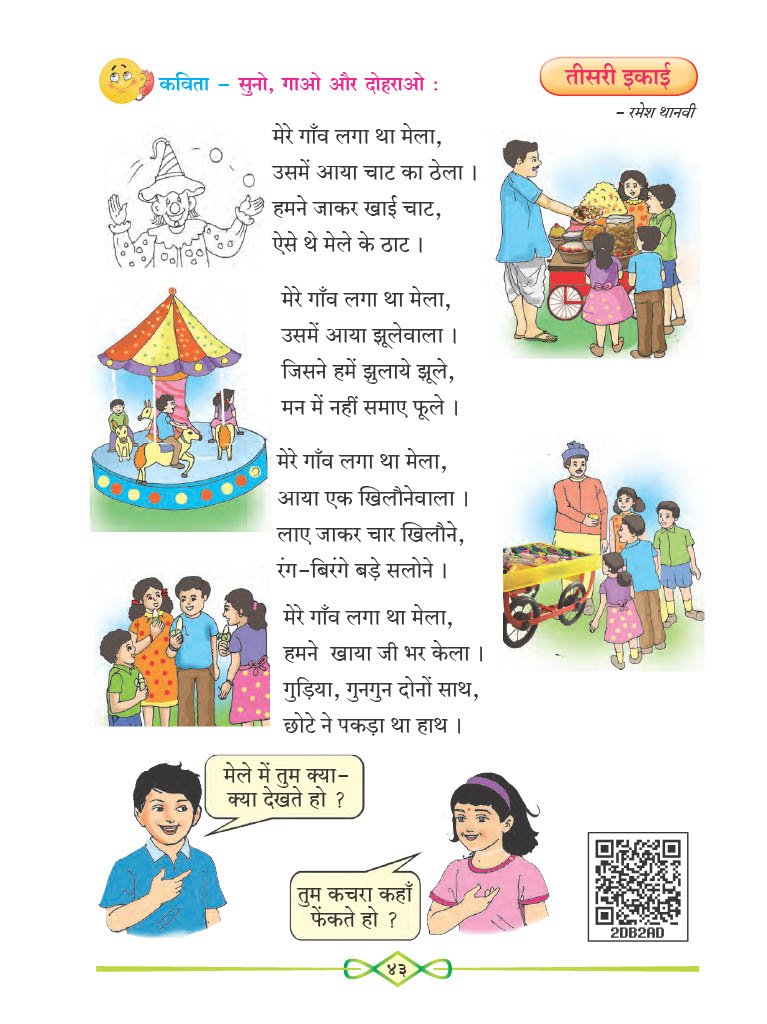 कविता – सुनो, गाओ और दोहराओ :
तीसरी इकाई
– रमेश थानवी
मेरे गाँव लगा था मेला,
उसमें आया चाट का ठेला ।
हमने जाकर खाई चाट,
ऐसे थे मेले के ठाट ।
मेरे गाँव लगा था मेला,
उसमें आया झूलेवाला ।
जिसने हमें झुलाये झूले,
मन में नहीं समाए फूले ।
मेरे गाँव लगा था मेला,
आया एक खिलौनेवाला ।
लाए जाकर चार खिलौने,
रंग-बिरंगे बड़े सलोने ।
मेरे गाँव लगा था मेला,
हमने खाया जी भर केला ।
गुड़िया, गुनगुन दोनों साथ,
छोटे ने पकड़ा था हाथ ।
मेले में तुम क्या-
क्या देखते हो ?
तुम कचरा कहाँ
फेंकते हो ?
2DB2AD
४३